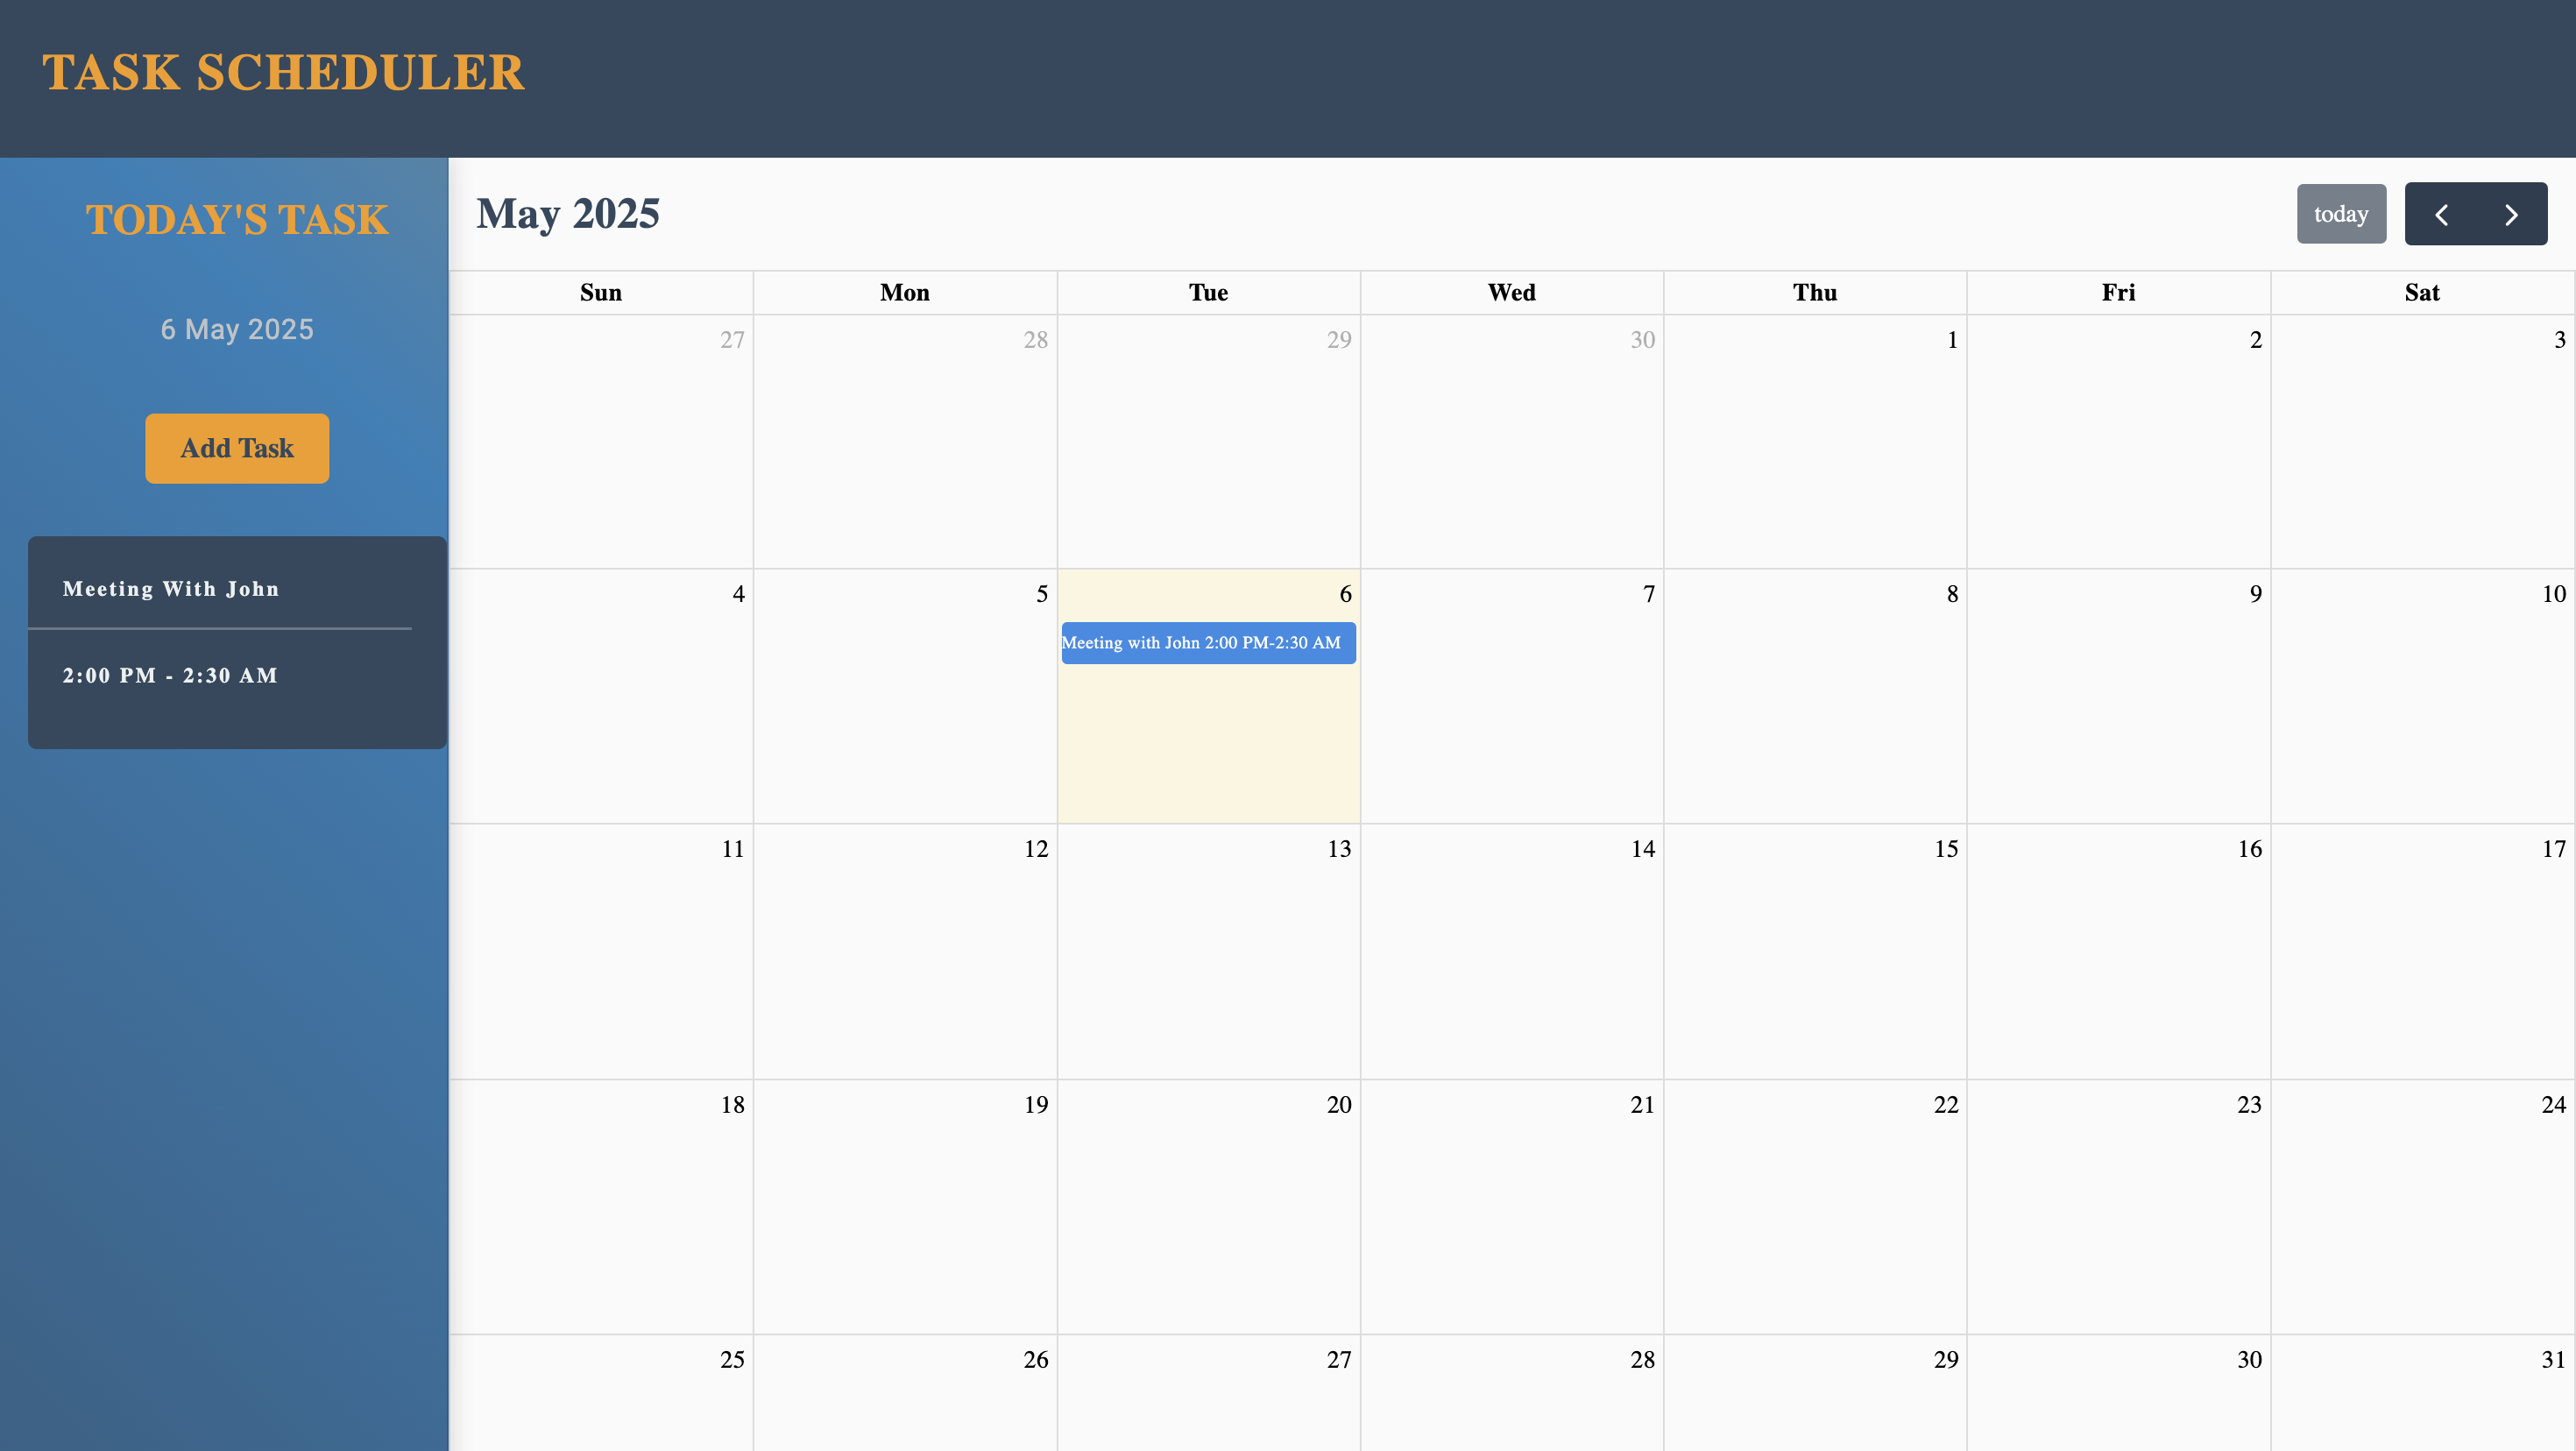 TASK SCHEDULER
TODAY'S TASK
6 May 2025
Add Task
Meeting With John
2:00 PM - 2:30 AM
May 2025
today
Sun Mon Tue Wed Thu Fri Sat
27 28 29 30 1 2 3
4 5 6 7 8 9 10
Meeting with John 2:00 PM-2:30 AM
11 12 13 14 15 16 17
18 19 20 21 22 23 24
25 26 27 28 29 30 31